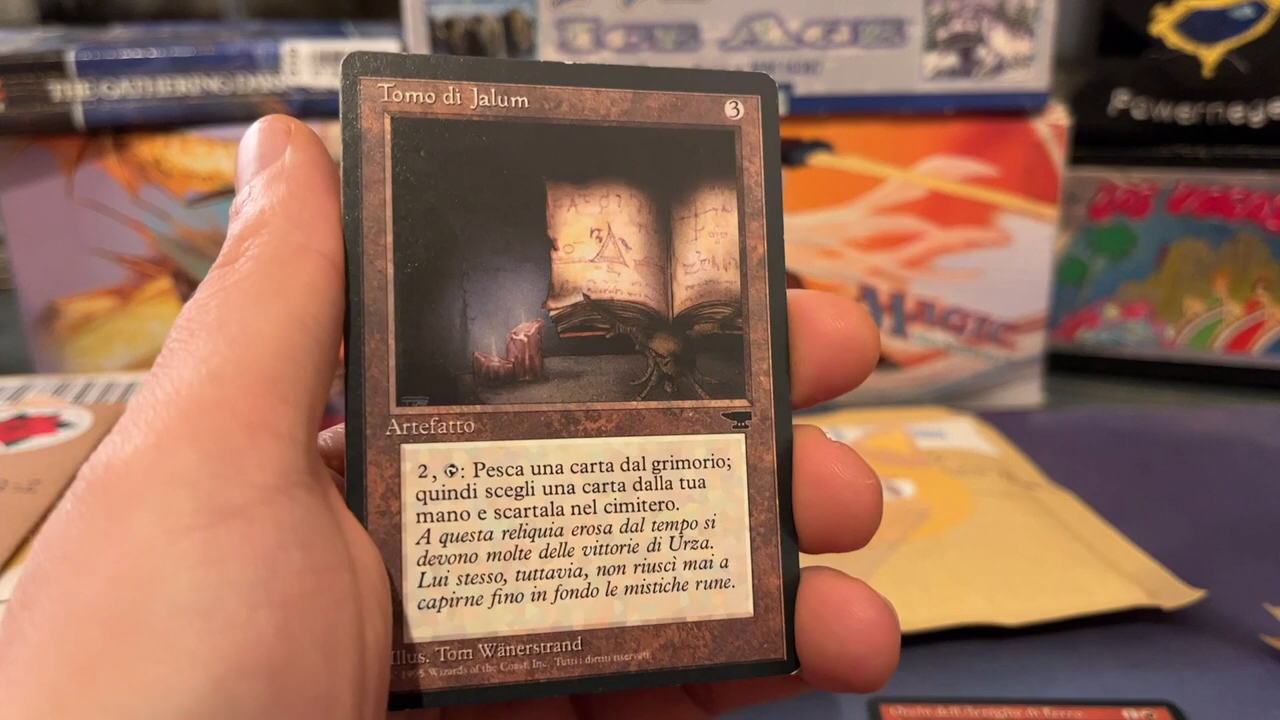 THE GATHERING
ICE AGE
Powernege
MAGIC
Tomo di Jalum
3
Artefatto
2, : Pesca una carta dal grimorio;
quindi scegli una carta dalla tua
mano e scartala nel cimitero.
A questa reliquia erosa dal tempo si
devono molte delle vittorie di Urza.
Lui stesso, tuttavia, non riuscì mai a
capirne fino in fondo le mistiche rune.
Illus. Tom Wänerstrand
1995 Wizards of the Coast, Inc. Tutti i diritti riservati